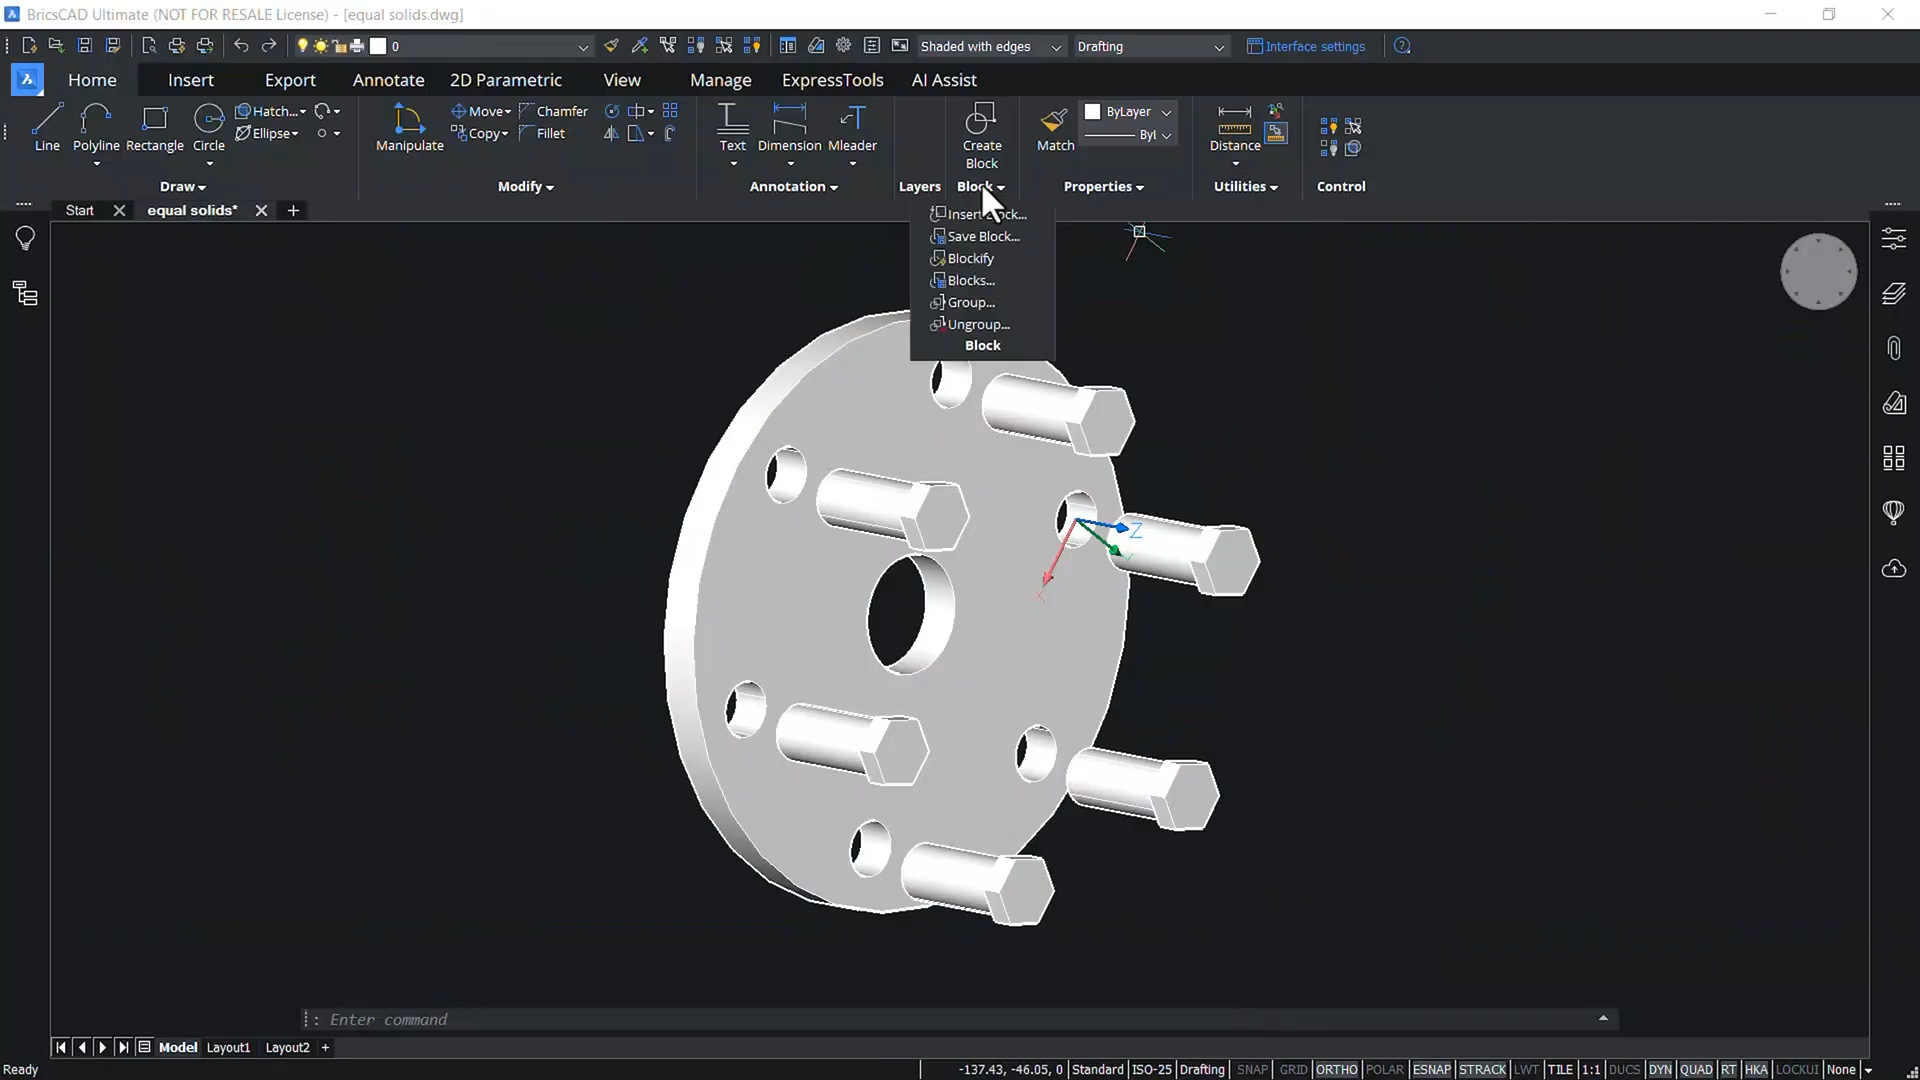 BricsCAD Ultimate (NOT FOR RESALE License) - [equal solids.dwg]
0 Shaded with edges Drafting Interface settings
Home Insert Export Annotate 2D Parametric View Manage ExpressTools AI Assist
Line Polyline Rectangle Circle Hatch... Ellipse
Manipulate Move Copy Chamfer Fillet
Text Dimension Mleader
Create Block
Match ByLayer Byl
Distance
Draw Modify Annotation Layers Block Properties Utilities Control
Start equal solids* +
Insert Block...
Save Block...
Blockify
Blocks...
Group...
Ungroup...
Block
Z
X
: Enter command
Model Layout1 Layout2 +
Ready -137.43, -46.05, 0 Standard ISO-25 Drafting SNAP GRID ORTHO POLAR ESNAP STRACK LWT TILE 1:1 DUCS DYN QUAD RT HKA LOCKUI None